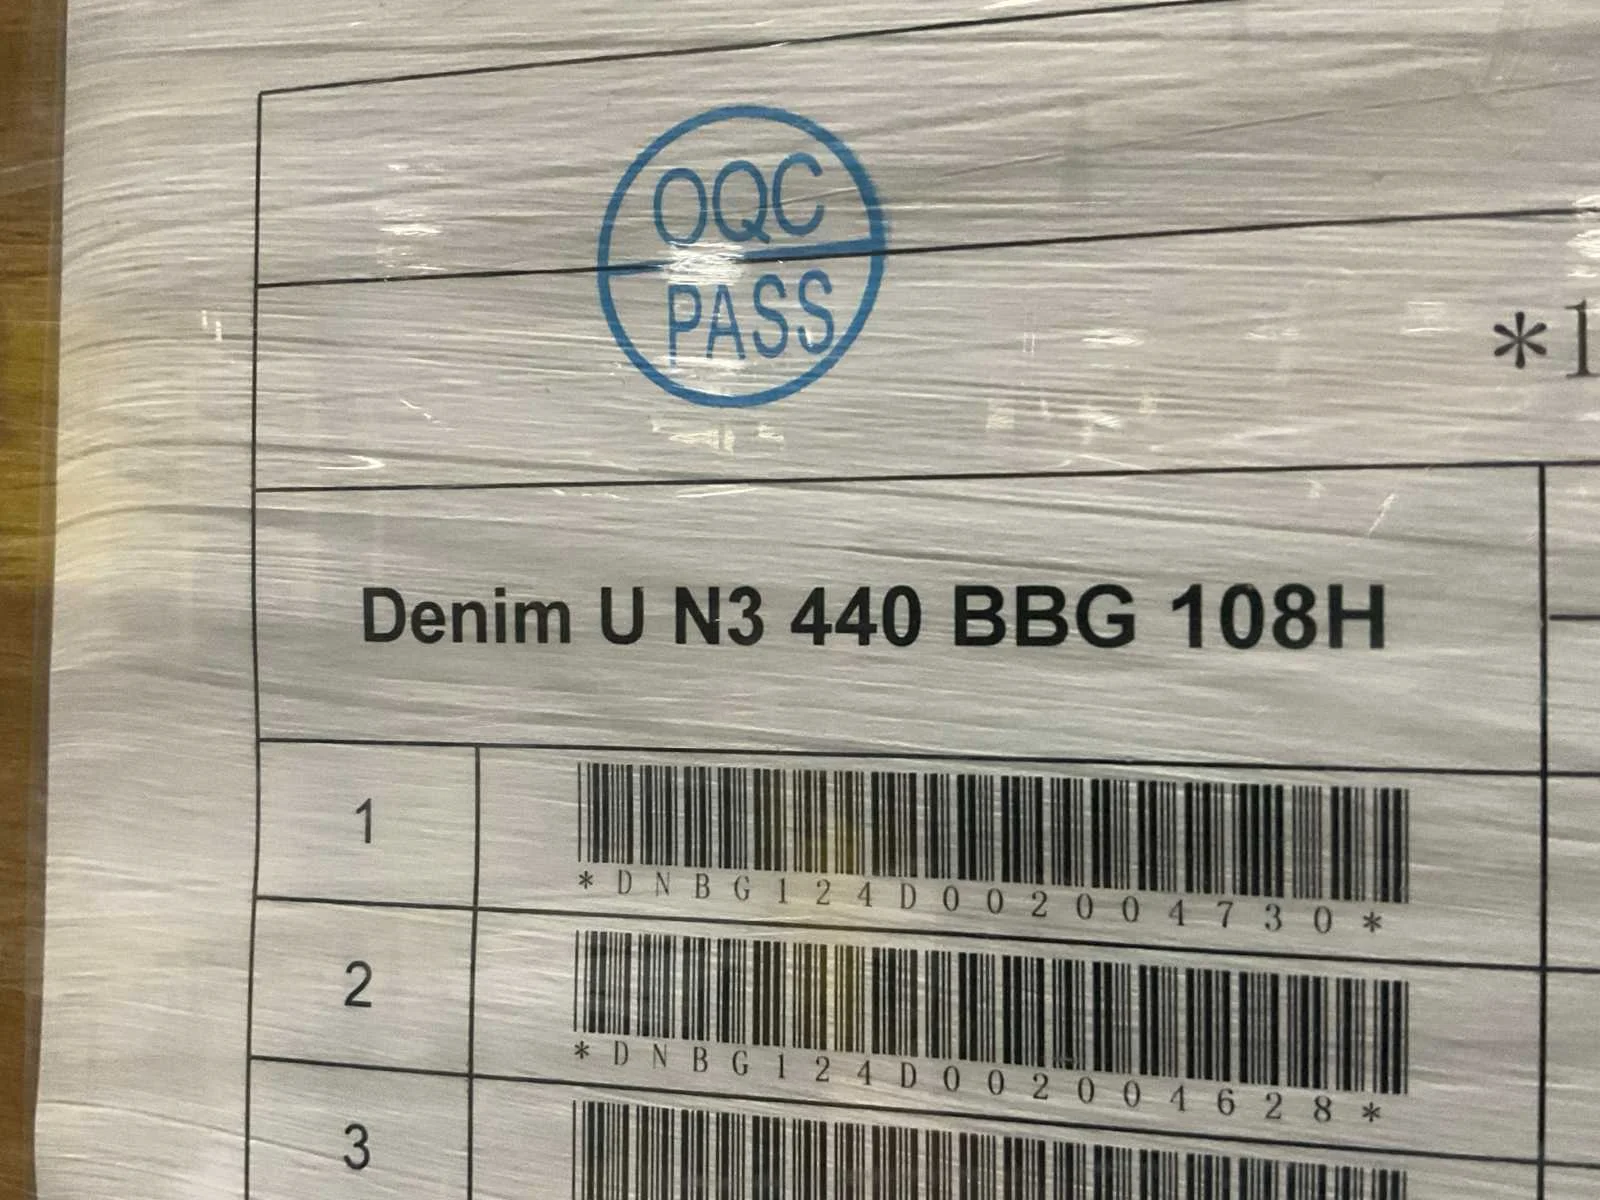 OQC
PASS
*1
Denim U N3 440 BBG 108H
1
*DNBG124D002004730*
2
*DNBG124D002004628*
3